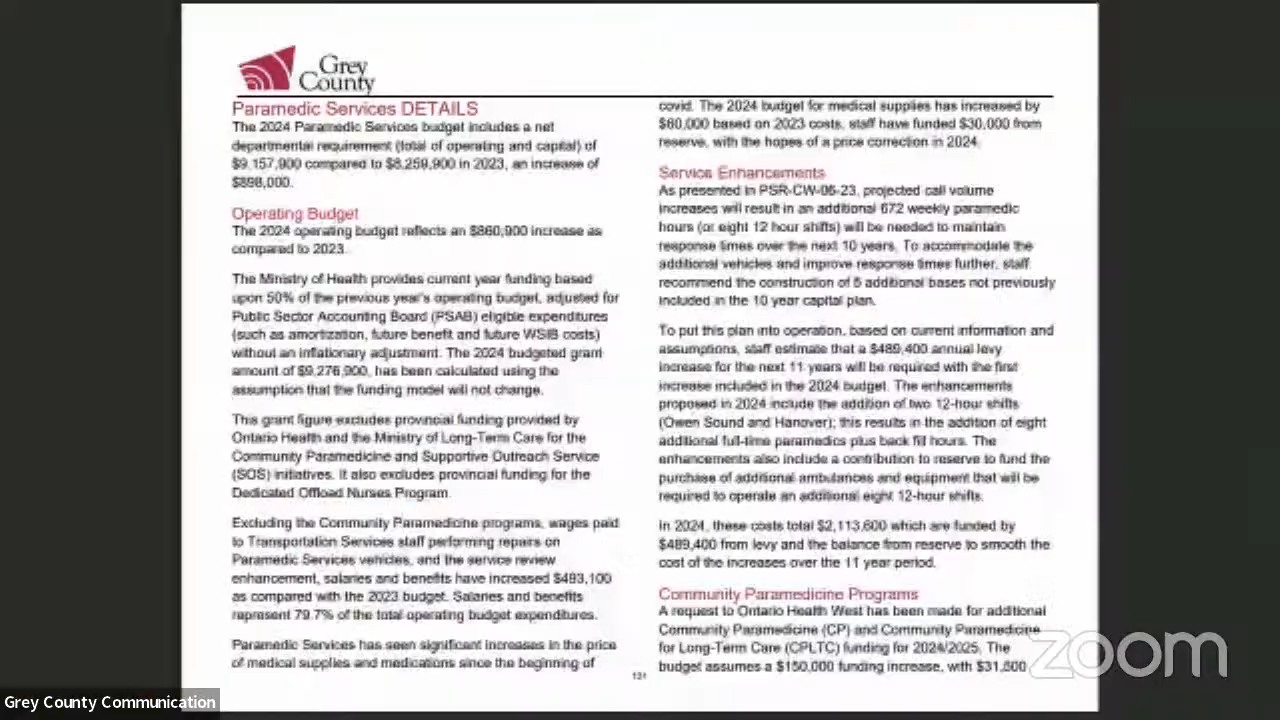 Grey
County
Paramedic Services DETAILS
The 2024 Paramedic Services budget includes a net
departmental requirement (total of operating and capital) of
$9,157,900 compared to $8,259,900 in 2023, an increase of
$898,000.
Operating Budget
The 2024 operating budget reflects an $860,900 increase as
compared to 2023.
The Ministry of Health provides current year funding based
upon 50% of the previous year's operating budget, adjusted for
Public Sector Accounting Board (PSAB) eligible expenditures
(such as amortization, future benefit and future WSIB costs)
without an inflationary adjustment. The 2024 budgeted grant
amount of $9,276,900, has been calculated using the
assumption that the funding model will not change.
This grant figure excludes provincial funding provided by
Ontario Health and the Ministry of Long-Term Care for the
Community Paramedicine and Supportive Outreach Service
(SOS) initiatives. It also excludes provincial funding for the
Dedicated Offload Nurses Program.
Excluding the Community Paramedicine programs, wages paid
to Transportation Services staff performing repairs on
Paramedic Services vehicles, and the service review
enhancement, salaries and benefits have increased $493,100
as compared with the 2023 budget. Salaries and benefits
represent 79.7% of the total operating budget expenditures.
Paramedic Services has seen significant increases in the price
of medical supplies and medications since the beginning of
covid. The 2024 budget for medical supplies has increased by
$60,000 based on 2023 costs, staff have funded $30,000 from
reserve, with the hopes of a price correction in 2024.
Service Enhancements
As presented in PSR-CW-06-23, projected call volume
increases will result in an additional 672 weekly paramedic
hours (or eight 12 hour shifts) will be needed to maintain
response times over the next 10 years. To accommodate the
additional vehicles and improve response times further, staff
recommend the construction of 5 additional bases not previously
included in the 10 year capital plan.
To put this plan into operation, based on current information and
assumptions, staff estimate that a $489,400 annual levy
increase for the next 11 years will be required with the first
increase included in the 2024 budget. The enhancements
proposed in 2024 include the addition of two 12-hour shifts
(Owen Sound and Hanover); this results in the addition of eight
additional full-time paramedics plus back fill hours. The
enhancements also include a contribution to reserve to fund the
purchase of additional ambulances and equipment that will be
required to operate an additional eight 12-hour shifts.
In 2024, these costs total $2,113,600 which are funded by
$489,400 from levy and the balance from reserve to smooth the
cost of the increases over the 11 year period.
Community Paramedicine Programs
A request to Ontario Health West has been made for additional
Community Paramedicine (CP) and Community Paramedicine
for Long-Term Care (CPLTC) funding for 2024/2025. The
budget assumes a $150,000 funding increase, with $31,500
131
zoom
Grey County Communication